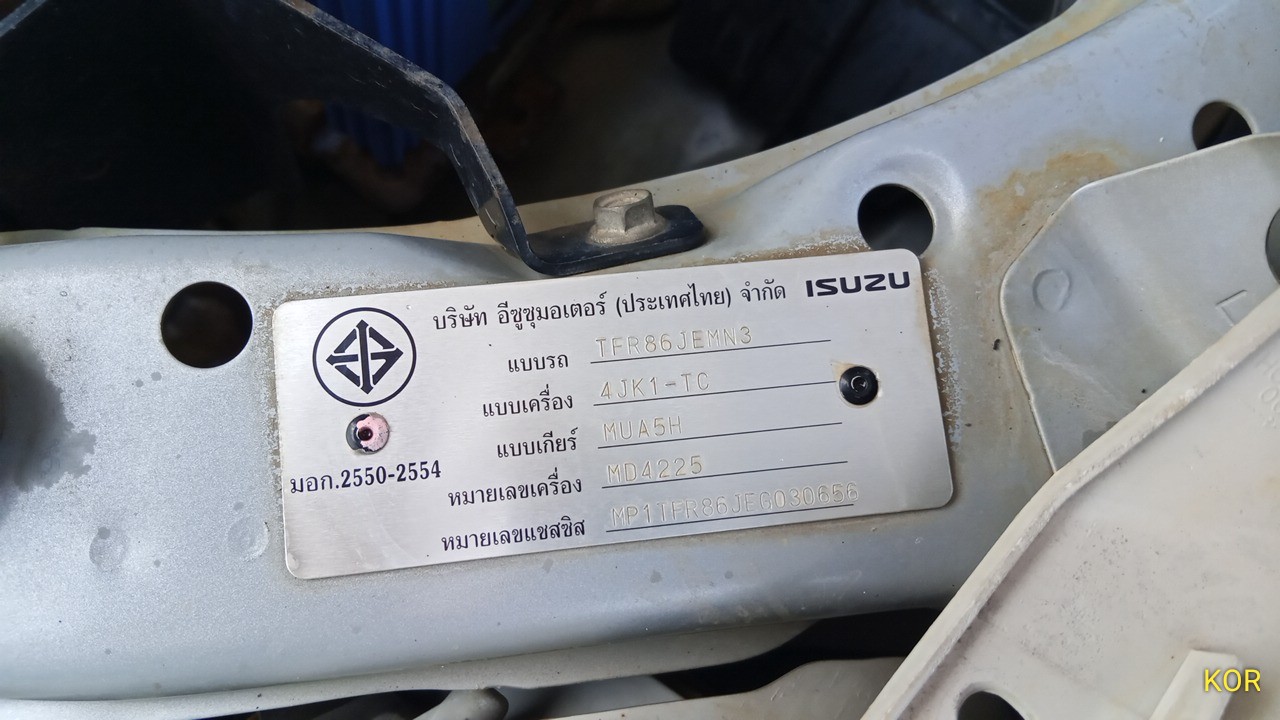 บริษัท อีซูซุมอเตอร์ (ประเทศไทย) จำกัด ISUZU
แบบรถ TFR86JEMN3
แบบเครื่อง 4JK1-TC
แบบเกียร์ MUA5H
มอก.2550-2554
หมายเลขเครื่อง MD4225
หมายเลขแชสซิส MP1TFR86JEG030656
KOR